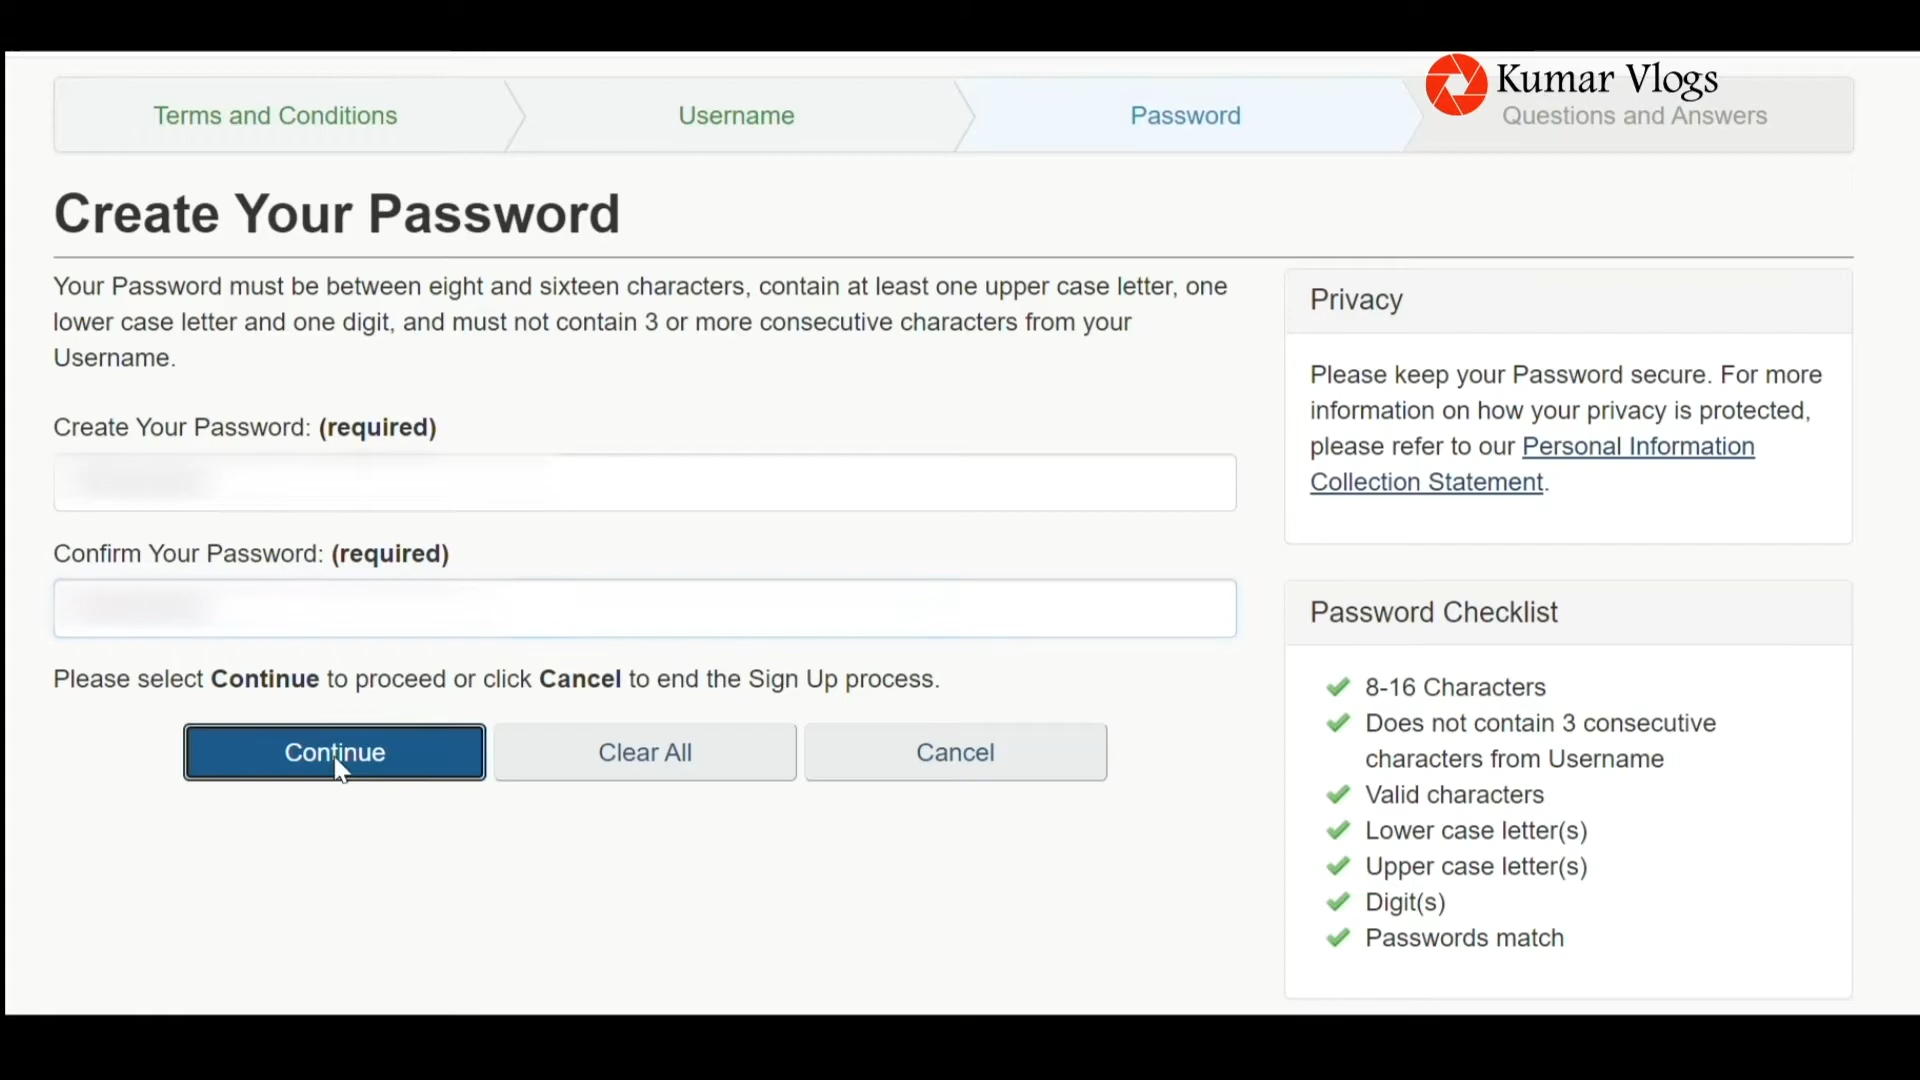 Kumar Vlogs
Terms and Conditions
Username
Password
Questions and Answers
Create Your Password
Your Password must be between eight and sixteen characters, contain at least one upper case letter, one
lower case letter and one digit, and must not contain 3 or more consecutive characters from your
Username.
Create Your Password: (required)
Confirm Your Password: (required)
Please select Continue to proceed or click Cancel to end the Sign Up process.
Continue
Clear All
Cancel
Privacy
Please keep your Password secure. For more
information on how your privacy is protected,
please refer to our Personal Information
Collection Statement.
Password Checklist
8-16 Characters
Does not contain 3 consecutive
characters from Username
Valid characters
Lower case letter(s)
Upper case letter(s)
Digit(s)
Passwords match